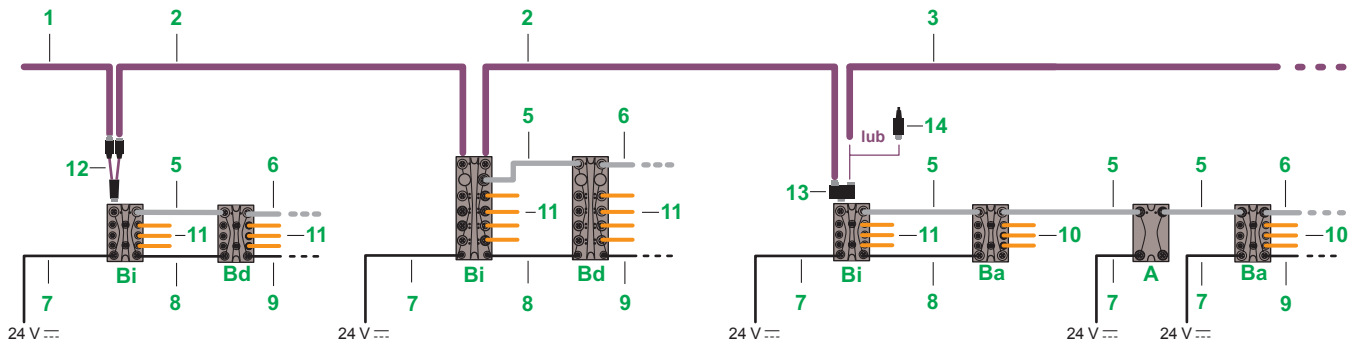 1 2 2 3
5 6 14
lub
12 5 6 5 5 5 6
13
11 11 11 11 11 10 10
Bi Bd Bi Bd Bi Ba A Ba
7 8 9 7 8 9 7 8 7 7 9
24 V 24 V 24 V 24 V 24 V